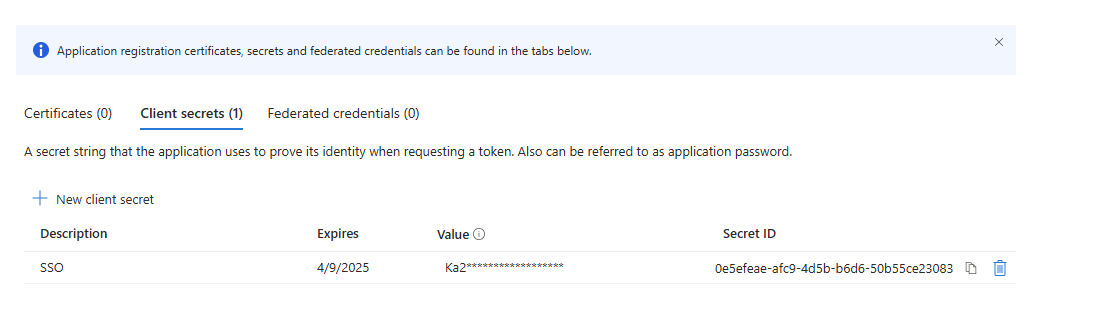 Application registration certificates, secrets and federated credentials can be found in the tabs below.
Certificates (0) Client secrets (1) Federated credentials (0)
A secret string that the application uses to prove its identity when requesting a token. Also can be referred to as application password.
New client secret
Description Expires Value Secret ID
SSO 4/9/2025 Ka2****************** 0e5efeae-afc9-4d5b-b6d6-50b55ce23083